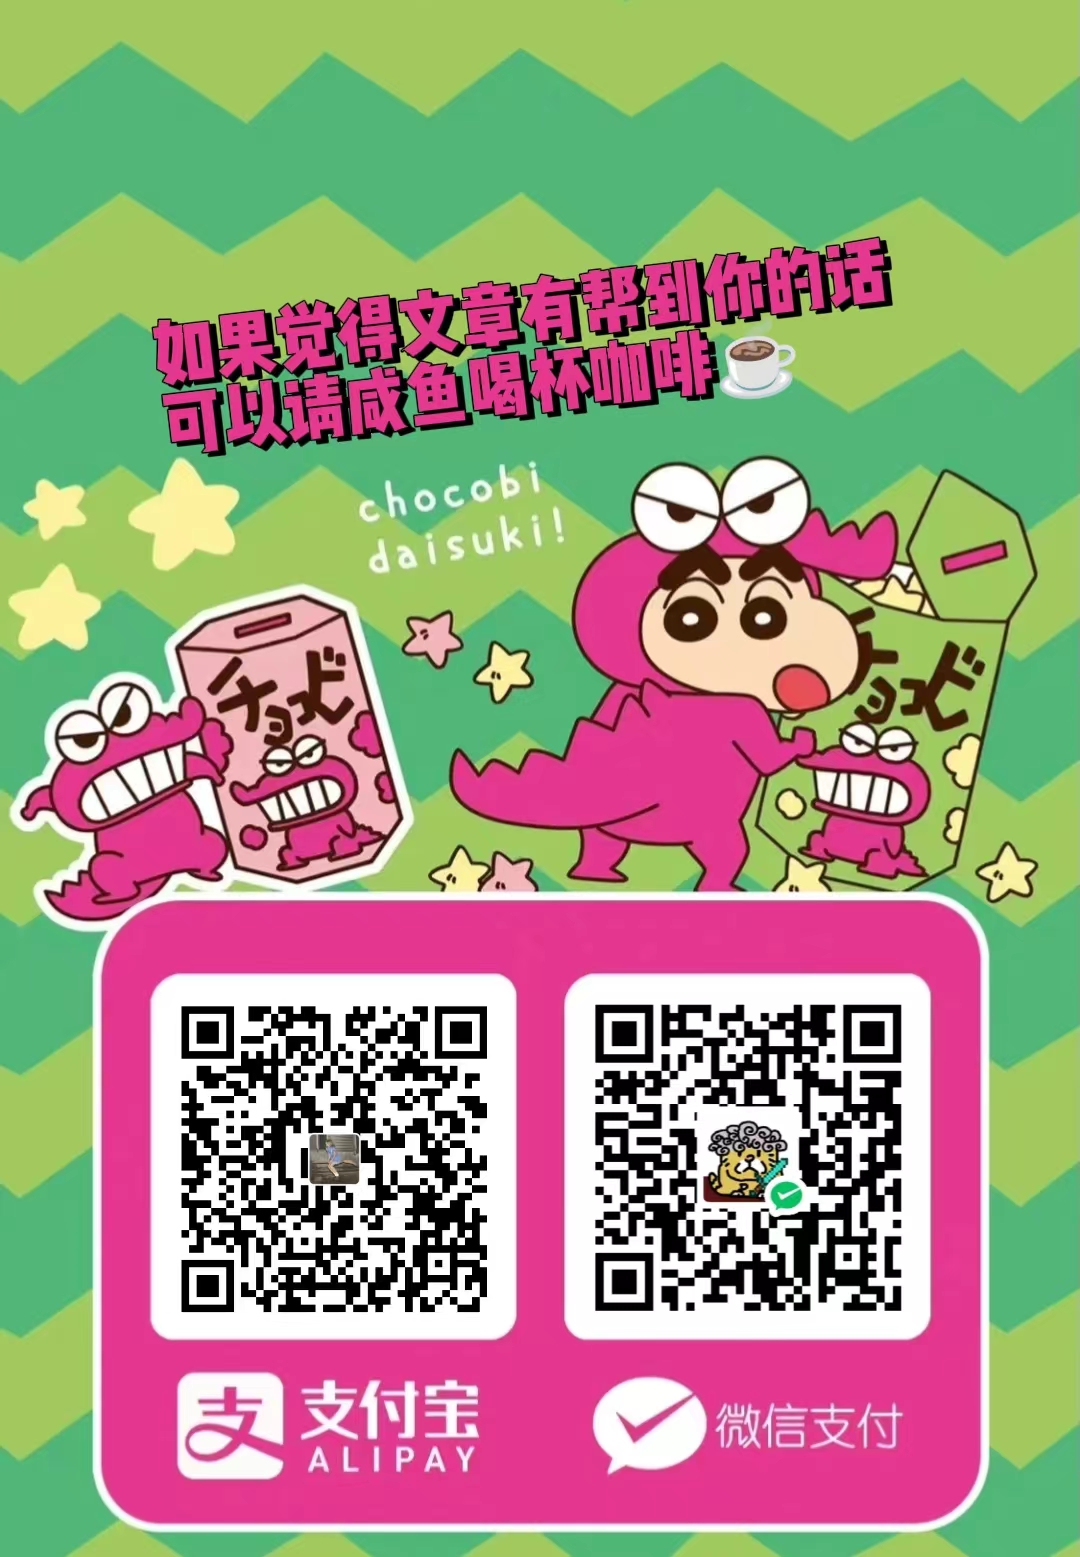 如果觉得文章有帮到你的话
可以请咸鱼喝杯咖啡☕
chocobi
daisuki!
チョコビ
チョコビ
支 支付宝
ALIPAY
微信支付